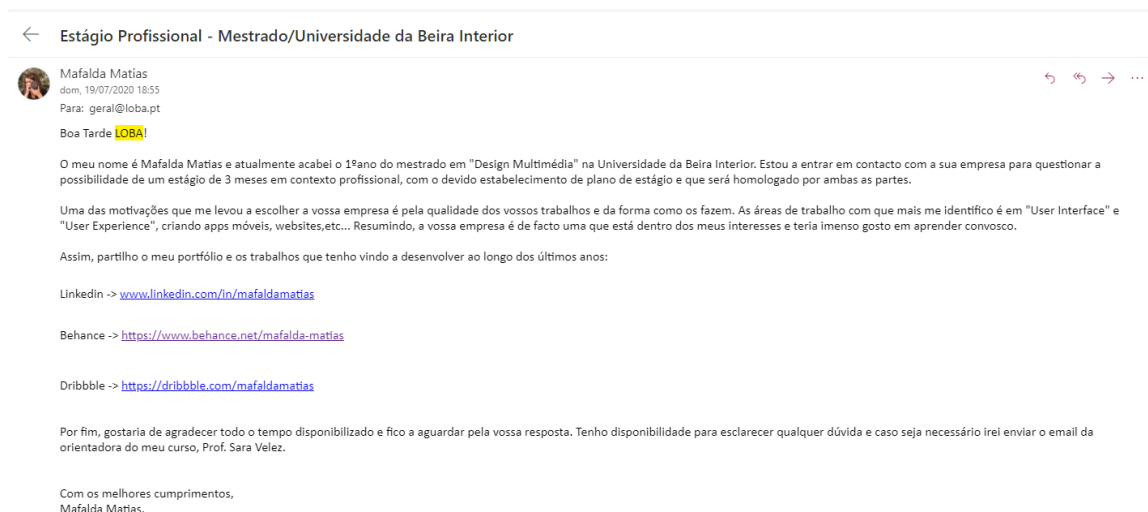 Estágio Profissional - Mestrado/Universidade da Beira Interior
Mafalda Matias
dom, 19/07/2020 18:55
Para: geral@loba.pt
Boa Tarde LOBA!
O meu nome é Mafalda Matias e atualmente acabei o 1ºano do mestrado em "Design Multimédia" na Universidade da Beira Interior. Estou a entrar em contacto com a sua empresa para questionar a
possibilidade de um estágio de 3 meses em contexto profissional, com o devido estabelecimento de plano de estágio e que será homologado por ambas as partes.
Uma das motivações que me levou a escolher a vossa empresa é pela qualidade dos vossos trabalhos e da forma como os fazem. As áreas de trabalho com que mais me identifico é em "User Interface" e
"User Experience", criando apps móveis, websites,etc... Resumindo, a vossa empresa é de facto uma que está dentro dos meus interesses e teria imenso gosto em aprender convosco.
Assim, partilho o meu portfólio e os trabalhos que tenho vindo a desenvolver ao longo dos últimos anos:
Linkedin -> www.linkedin.com/in/mafaldamatias
Behance -> https://www.behance.net/mafalda-matias
Dribbble -> https://dribbble.com/mafaldamatias
Por fim, gostaria de agradecer todo o tempo disponibilizado e fico a aguardar pela vossa resposta. Tenho disponibilidade para esclarecer qualquer dúvida e caso seja necessário irei enviar o email da
orientadora do meu curso, Prof. Sara Velez.
Com os melhores cumprimentos,
Mafalda Matias.